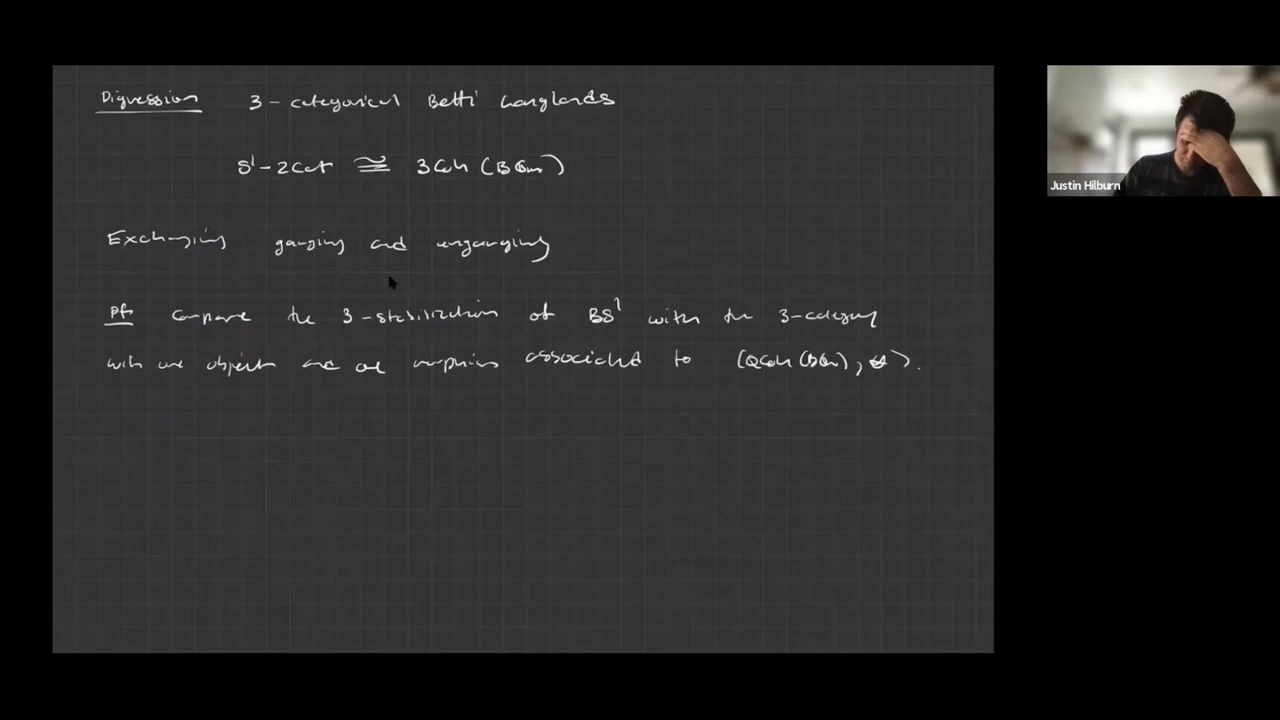 Digression 3-categorical Betti Langlands
S¹-2Cat ≅ 3Coh (BGm)
Exchanging gauging and ungauging
Pf: Compare the 3-stabilization of BS¹ with the 3-category
with one object and one morphism associated to (QCoh(BGm), ⊗).
Justin Hilburn